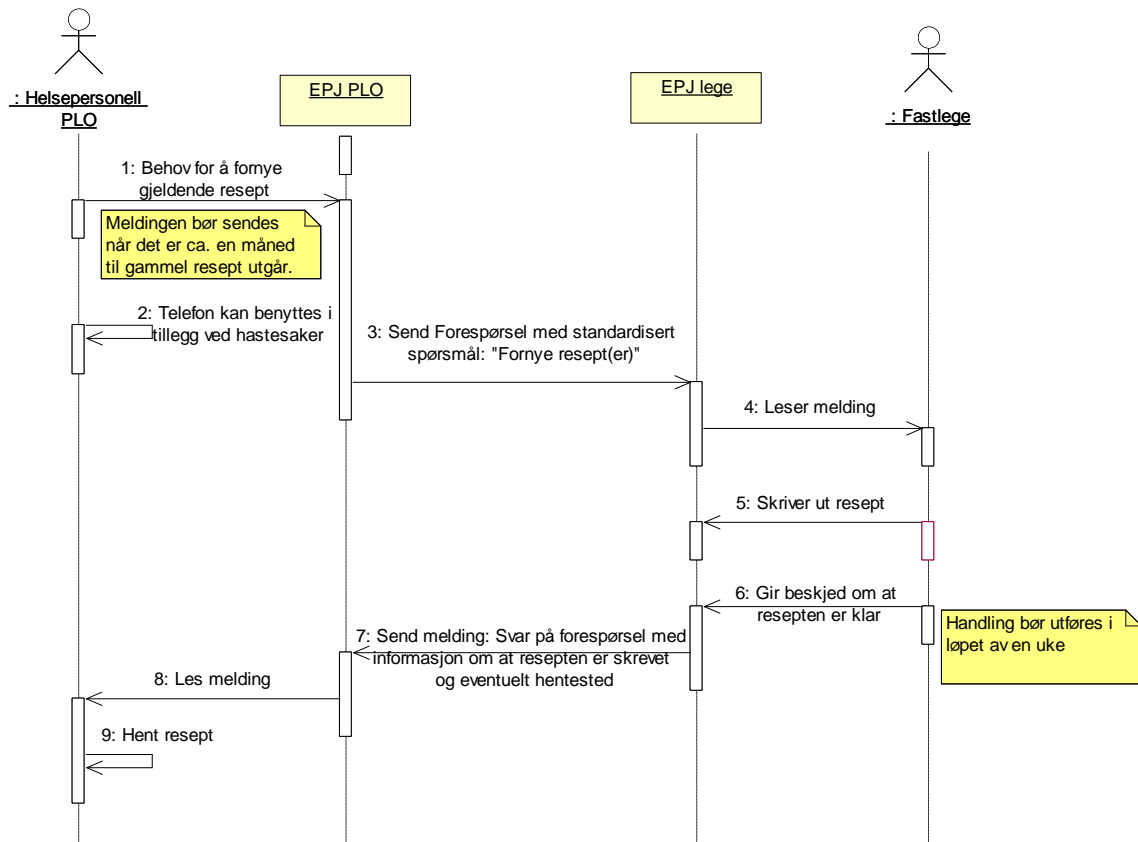 : Helsepersonell
PLO
EPJ PLO
EPJ lege
: Fastlege
1: Behov for å fornye
gjeldende resept
Meldingen bør sendes
når det er ca. en måned
til gammel resept utgår.
2: Telefon kan benyttes i
tillegg ved hastesaker
3: Send Forespørsel med standardisert
spørsmål: "Fornye resept(er)"
4: Leser melding
5: Skriver ut resept
6: Gir beskjed om at
resepten er klar
Handling bør utføres i
løpet av en uke
7: Send melding: Svar på forespørsel med
informasjon om at resepten er skrevet
og eventuelt hentested
8: Les melding
9: Hent resept